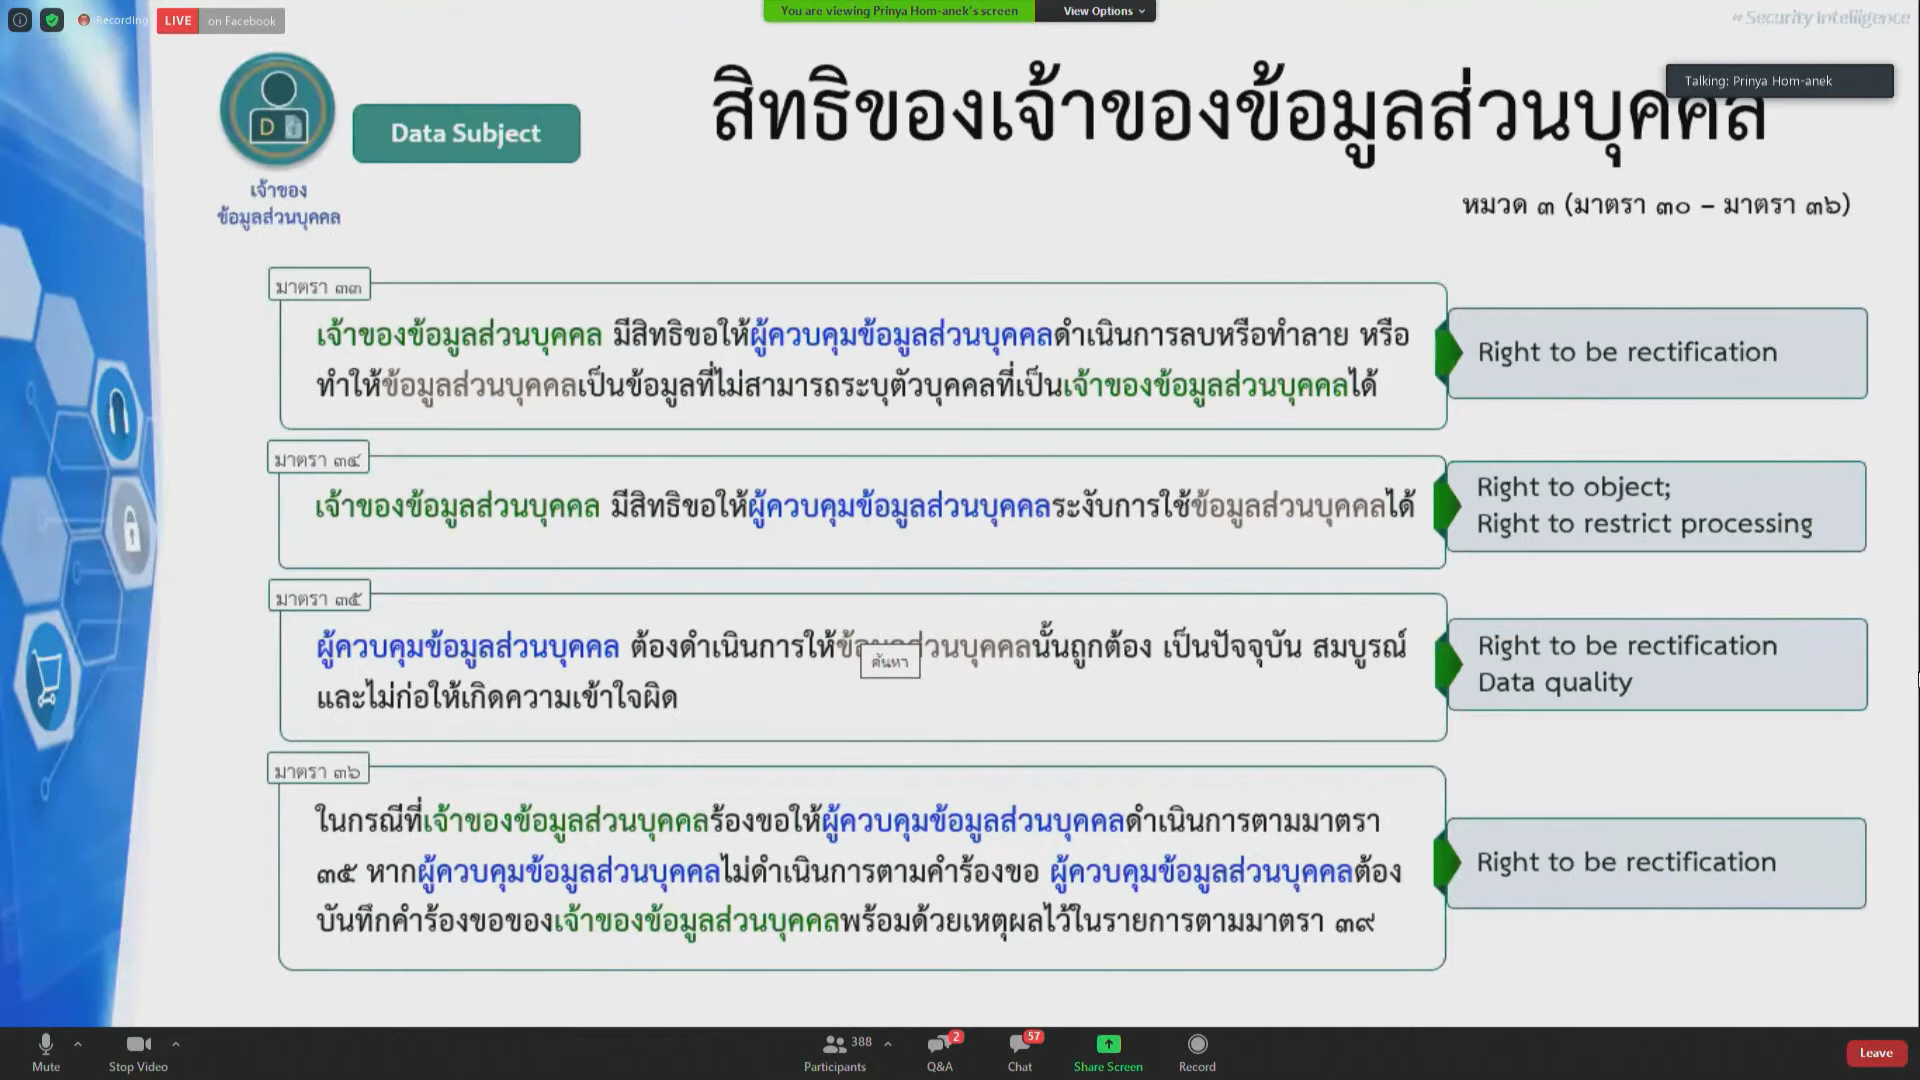 Recording
LIVE on Facebook
You are viewing Prinya Hom-anek's screen
View Options
Security Intelligence
Talking: Prinya Hom-anek
D
Data Subject
เจ้าของ
ข้อมูลส่วนบุคคล
สิทธิของเจ้าของข้อมูลส่วนบุคคล
หมวด ๓ (มาตรา ๓๐ – มาตรา ๓๖)
มาตรา ๓๓
เจ้าของข้อมูลส่วนบุคคล มีสิทธิขอให้ผู้ควบคุมข้อมูลส่วนบุคคลดำเนินการลบหรือทำลาย หรือ
ทำให้ข้อมูลส่วนบุคคลเป็นข้อมูลที่ไม่สามารถระบุตัวบุคคลที่เป็นเจ้าของข้อมูลส่วนบุคคลได้
Right to be rectification
มาตรา ๓๔
เจ้าของข้อมูลส่วนบุคคล มีสิทธิขอให้ผู้ควบคุมข้อมูลส่วนบุคคลระงับการใช้ข้อมูลส่วนบุคคลได้
Right to object;
Right to restrict processing
มาตรา ๓๕
ผู้ควบคุมข้อมูลส่วนบุคคล ต้องดำเนินการให้ข้อมูลส่วนบุคคลนั้นถูกต้อง เป็นปัจจุบัน สมบูรณ์
และไม่ก่อให้เกิดความเข้าใจผิด
ค้นหา
Right to be rectification
Data quality
มาตรา ๓๖
ในกรณีที่เจ้าของข้อมูลส่วนบุคคลร้องขอให้ผู้ควบคุมข้อมูลส่วนบุคคลดำเนินการตามมาตรา
๓๕ หากผู้ควบคุมข้อมูลส่วนบุคคลไม่ดำเนินการตามคำร้องขอ ผู้ควบคุมข้อมูลส่วนบุคคลต้อง
บันทึกคำร้องขอของเจ้าของข้อมูลส่วนบุคคลพร้อมด้วยเหตุผลไว้ในรายการตามมาตรา ๓๙
Right to be rectification
Mute
Stop Video
Participants 388
Q&A 2
Chat 57
Share Screen
Record
Leave